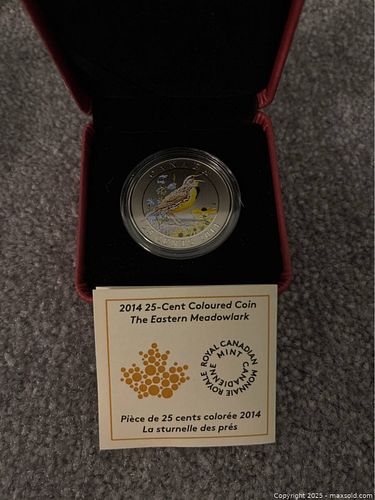 CANADA
2014 25-Cent Coloured Coin
The Eastern Meadowlark
ROYAL CANADIAN MINT
MONNAIE ROYALE CANADIENNE
Pièce de 25 cents colorée 2014
La sturnelle des prés
Copyright 2025 - maxsold.com